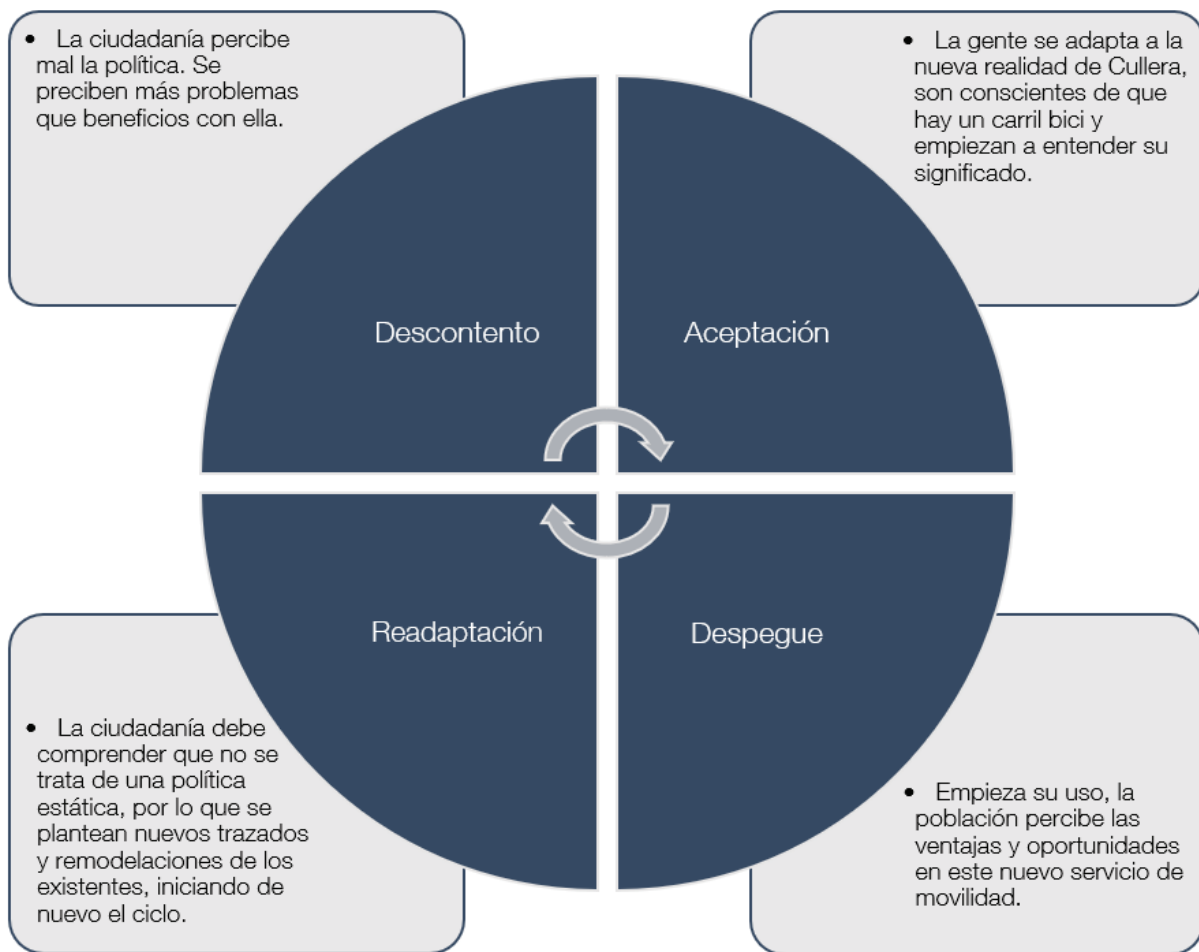 • La ciudadanía percibe
mal la política. Se
preciben más problemas
que beneficios con ella.
• La gente se adapta a la
nueva realidad de Cullera,
son conscientes de que
hay un carril bici y
empiezan a entender su
significado.
Descontento
Aceptación
Readaptación
Despegue
• La ciudadanía debe
comprender que no se
trata de una política
estática, por lo que se
plantean nuevos trazados
y remodelaciones de los
existentes, iniciando de
nuevo el ciclo.
• Empieza su uso, la
población percibe las
ventajas y oportunidades
en este nuevo servicio de
movilidad.